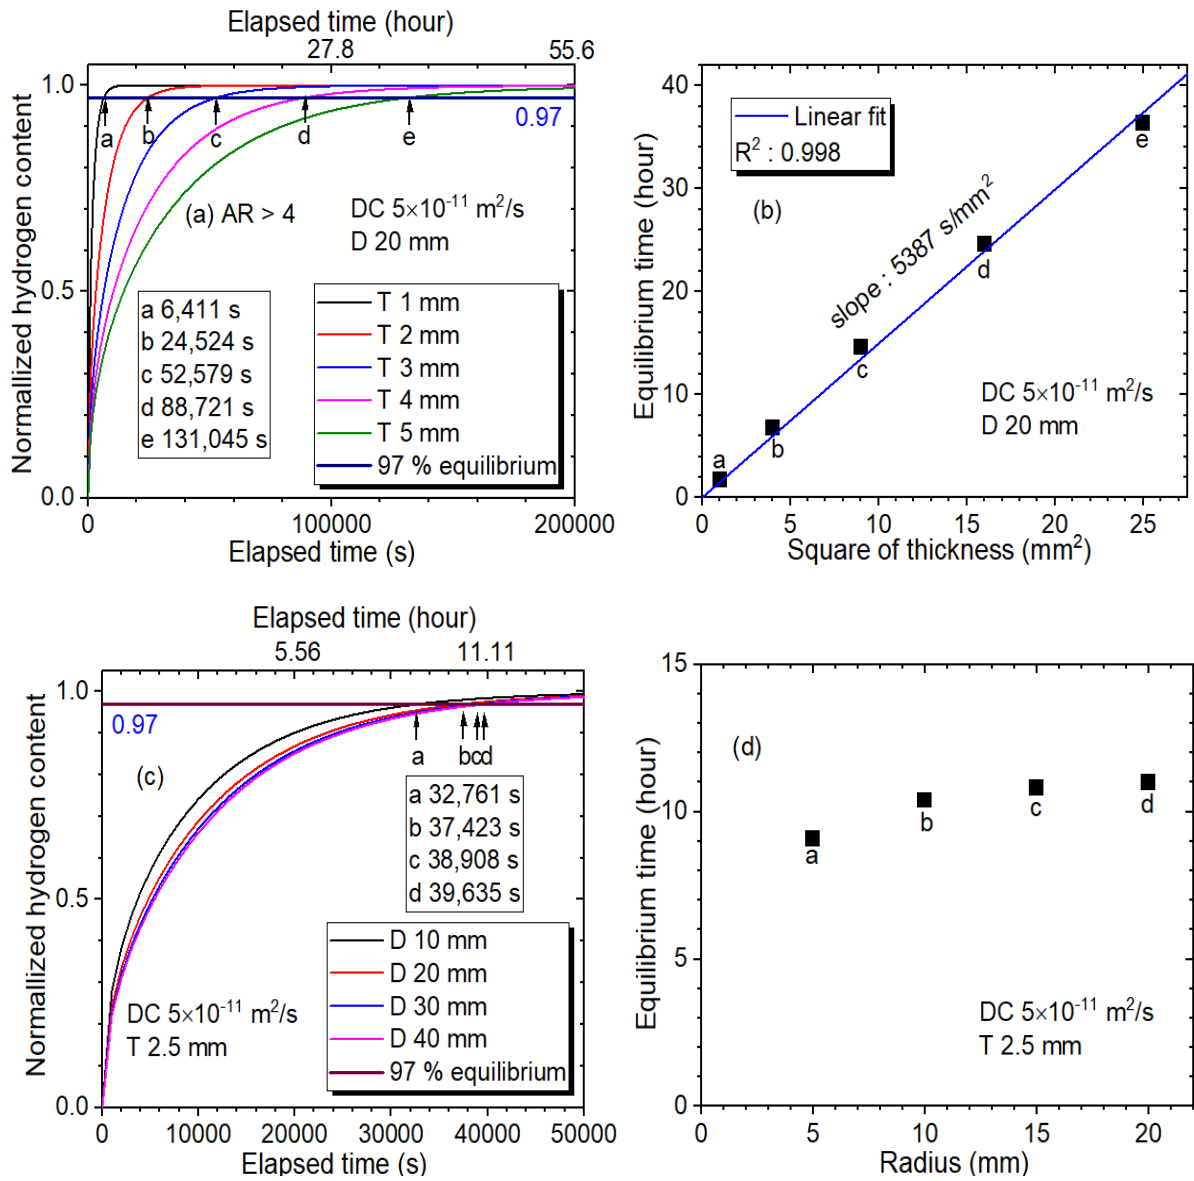 Elapsed time (hour)
27.8
55.6
1.0
0.97
a
b
c
d
e
(a) AR > 4
DC 5×10⁻¹¹ m²/s
D 20 mm
0.5
a 6,411 s
b 24,524 s
c 52,579 s
d 88,721 s
e 131,045 s
T 1 mm
T 2 mm
T 3 mm
T 4 mm
T 5 mm
97 % equilibrium
0.0
0
100000
200000
Elapsed time (s)
Normalized hydrogen content
40
Linear fit
R² : 0.998
(b)
30
slope : 5387 s/mm²
20
10
0
a
b
c
d
e
DC 5×10⁻¹¹ m²/s
D 20 mm
0
5
10
15
20
25
Square of thickness (mm²)
Equilibrium time (hour)
Elapsed time (hour)
5.56
11.11
1.0
0.97
(c)
a
bcd
a 32,761 s
b 37,423 s
c 38,908 s
d 39,635 s
0.5
D 10 mm
D 20 mm
D 30 mm
D 40 mm
97 % equilibrium
DC 5×10⁻¹¹ m²/s
T 2.5 mm
0.0
0
10000
20000
30000
40000
50000
Elapsed time (s)
Normallized hydrogen content
15
(d)
10
a
b
c
d
5
DC 5×10⁻¹¹ m²/s
T 2.5 mm
0
0
5
10
15
20
Radius (mm)
Equilibrium time (hour)